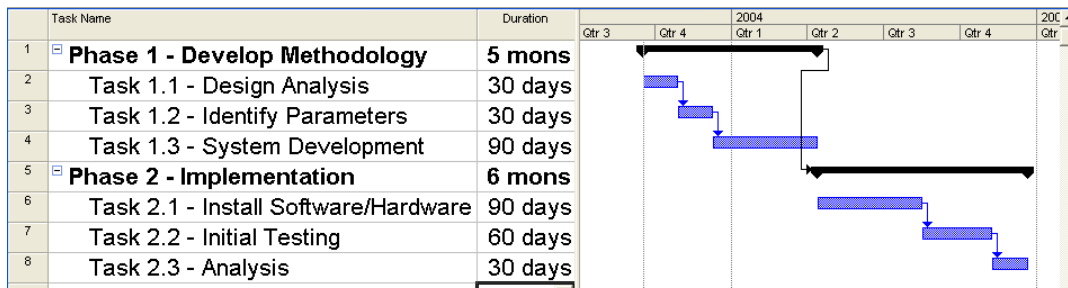 Task Name Duration 2004 200
Qtr 3 Qtr 4 Qtr 1 Qtr 2 Qtr 3 Qtr 4 Qtr
1 Phase 1 - Develop Methodology 5 mons
2 Task 1.1 - Design Analysis 30 days
3 Task 1.2 - Identify Parameters 30 days
4 Task 1.3 - System Development 90 days
5 Phase 2 - Implementation 6 mons
6 Task 2.1 - Install Software/Hardware 90 days
7 Task 2.2 - Initial Testing 60 days
8 Task 2.3 - Analysis 30 days